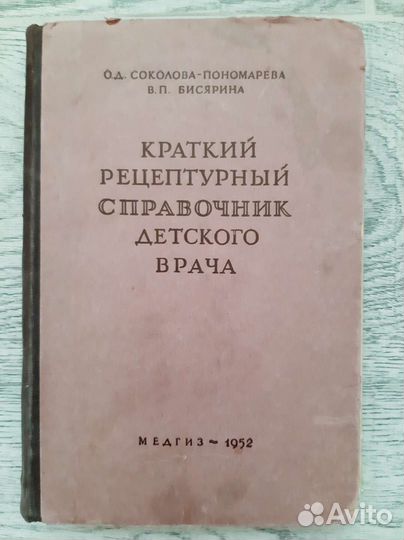 О.Д. СОКОЛОВА-ПОНОМАРЕВА
В.П. БИСЯРИНА
КРАТКИЙ
РЕЦЕПТУРНЫЙ
СПРАВОЧНИК
ДЕТСКОГО
ВРАЧА
МЕДГИЗ ~ 1952
Avito